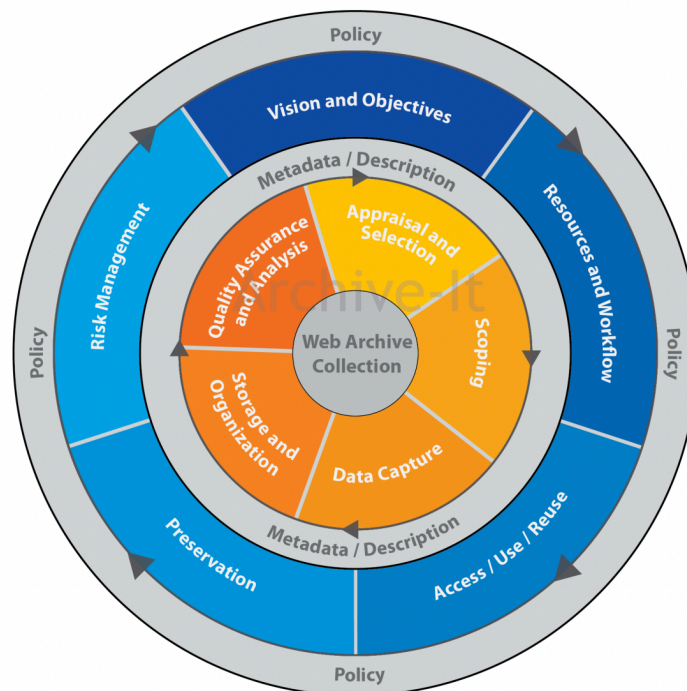 Policy
Vision and Objectives
Metadata / Description
Appraisal and
Selection
Quality Assurance
and Analysis
Resources and Workflow
Risk Management
Archive-It
Web Archive
Collection
Scoping
Policy
Policy
Storage and
Organization
Data Capture
Metadata / Description
Preservation
Access / Use / Reuse
Policy